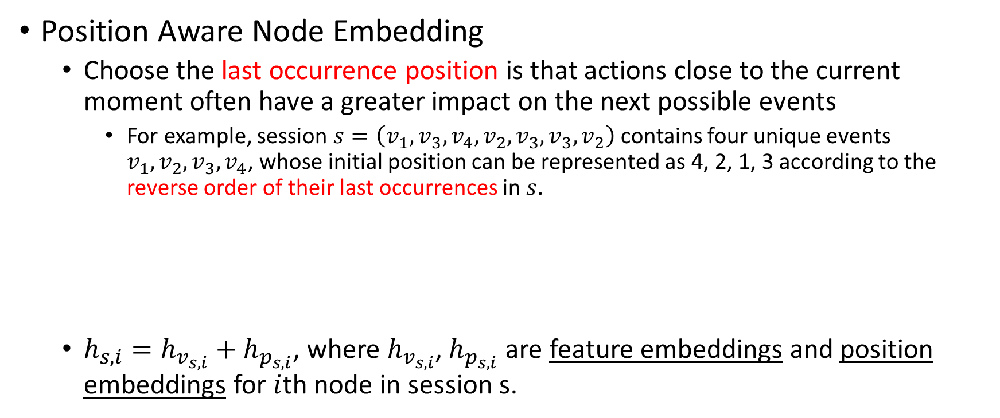 • Position Aware Node Embedding
• Choose the last occurrence position is that actions close to the current
moment often have a greater impact on the next possible events
• For example, session $s = (v_1, v_3, v_4, v_2, v_3, v_3, v_2)$ contains four unique events
$v_1, v_2, v_3, v_4$, whose initial position can be represented as 4, 2, 1, 3 according to the
reverse order of their last occurrences in $s$.
• $h_{s,i} = h_{v_{s,i}} + h_{p_{s,i}}$, where $h_{v_{s,i}}, h_{p_{s,i}}$ are feature embeddings and position
embeddings for $i$th node in session s.